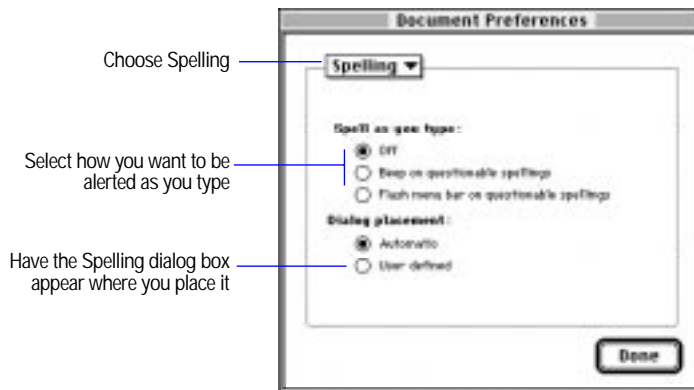 Document Preferences
Choose Spelling
Spelling
Spell as you type:
Off
Select how you want to be
alerted as you type
Beep on questionable spellings
Flash menu bar on questionable spellings
Dialog placement:
Automatic
Have the Spelling dialog box
appear where you place it
User defined
Done